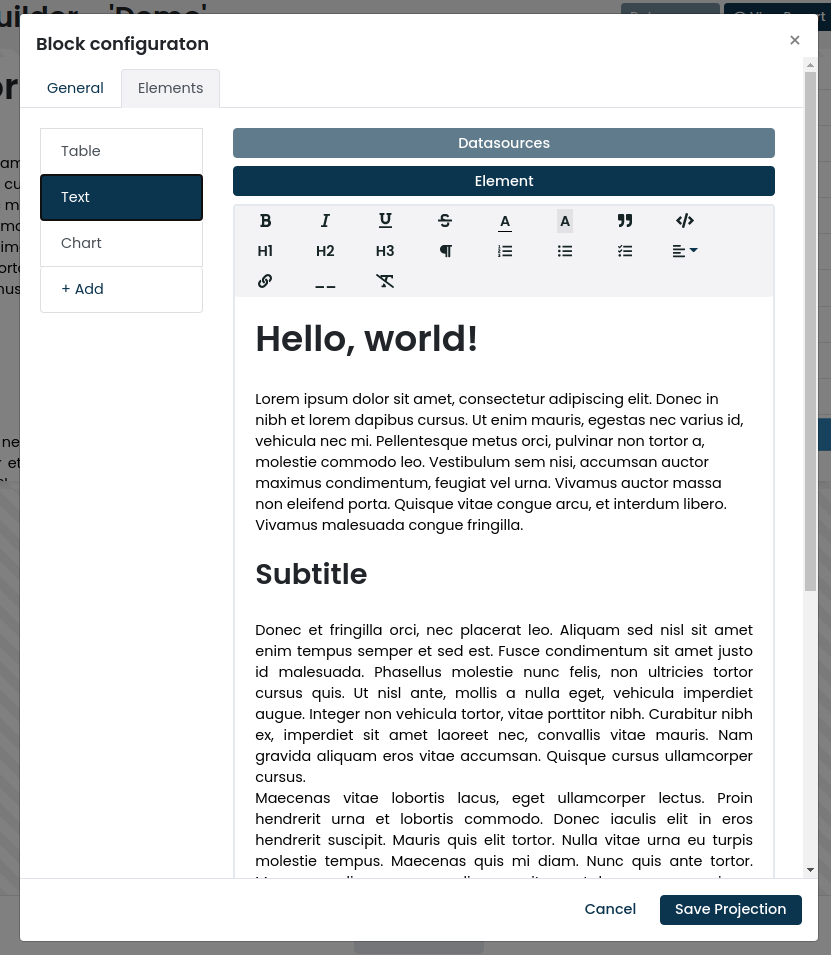 Block configuraton
×
General
Elements
Table
Text
Chart
+ Add
Datasources
Element
B I U S A A
H1 H2 H3
Hello, world!
Lorem ipsum dolor sit amet, consectetur adipiscing elit. Donec in
nibh et lorem dapibus cursus. Ut enim mauris, egestas nec varius id,
vehicula nec mi. Pellentesque metus orci, pulvinar non tortor a,
molestie commodo leo. Vestibulum sem nisi, accumsan auctor
maximus condimentum, feugiat vel urna. Vivamus auctor massa
non eleifend porta. Quisque vitae congue arcu, et interdum libero.
Vivamus malesuada congue fringilla.
Subtitle
Donec et fringilla orci, nec placerat leo. Aliquam sed nisl sit amet
enim tempus semper et sed est. Fusce condimentum sit amet justo
id malesuada. Phasellus molestie nunc felis, non ultricies tortor
cursus quis. Ut nisl ante, mollis a nulla eget, vehicula imperdiet
augue. Integer non vehicula tortor, vitae porttitor nibh. Curabitur nibh
ex, imperdiet sit amet laoreet nec, convallis vitae mauris. Nam
gravida aliquam eros vitae accumsan. Quisque cursus ullamcorper
cursus.
Maecenas vitae lobortis lacus, eget ullamcorper lectus. Proin
hendrerit urna et lobortis commodo. Donec iaculis elit in eros
hendrerit suscipit. Mauris quis elit tortor. Nulla vitae urna eu turpis
molestie tempus. Maecenas quis mi diam. Nunc quis ante tortor.
Cancel
Save Projection